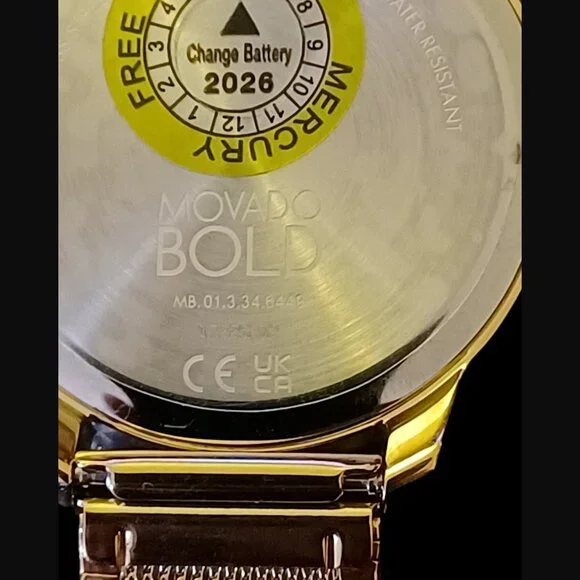 FREE
MERCURY
4
3
2
1
12
11
10
9
8
Change Battery
2026
WATER RESISTANT
MOVADO
BOLD
CE
UK
CA